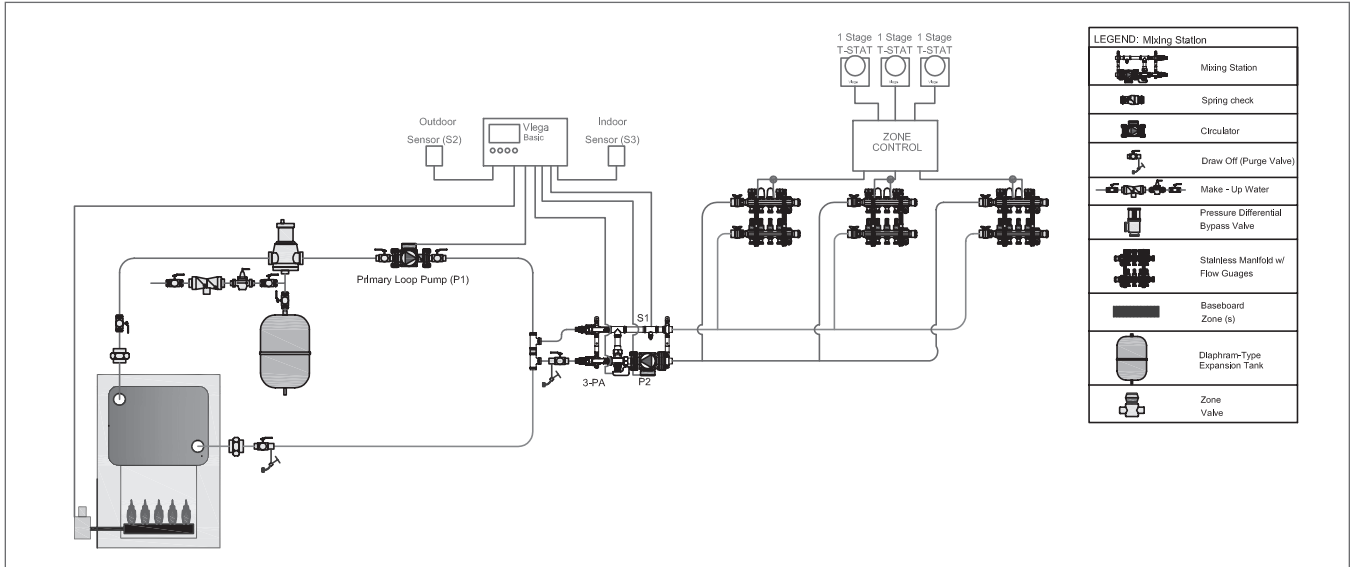 1 Stage 1 Stage 1 Stage
T-STAT T-STAT T-STAT
Viega Viega Viega
ZONE
CONTROL
Outdoor
Sensor (S2)
Viega
Basic
Indoor
Sensor (S3)
Primary Loop Pump (P1)
S1
3-PA
P2
LEGEND: Mixing Station
Mixing Station
Spring check
Circulator
Draw Off (Purge Valve)
Make - Up Water
Pressure Differential
Bypass Valve
Stainless Manifold w/
Flow Guages
Baseboard
Zone (s)
Diaphram-Type
Expansion Tank
Zone
Valve